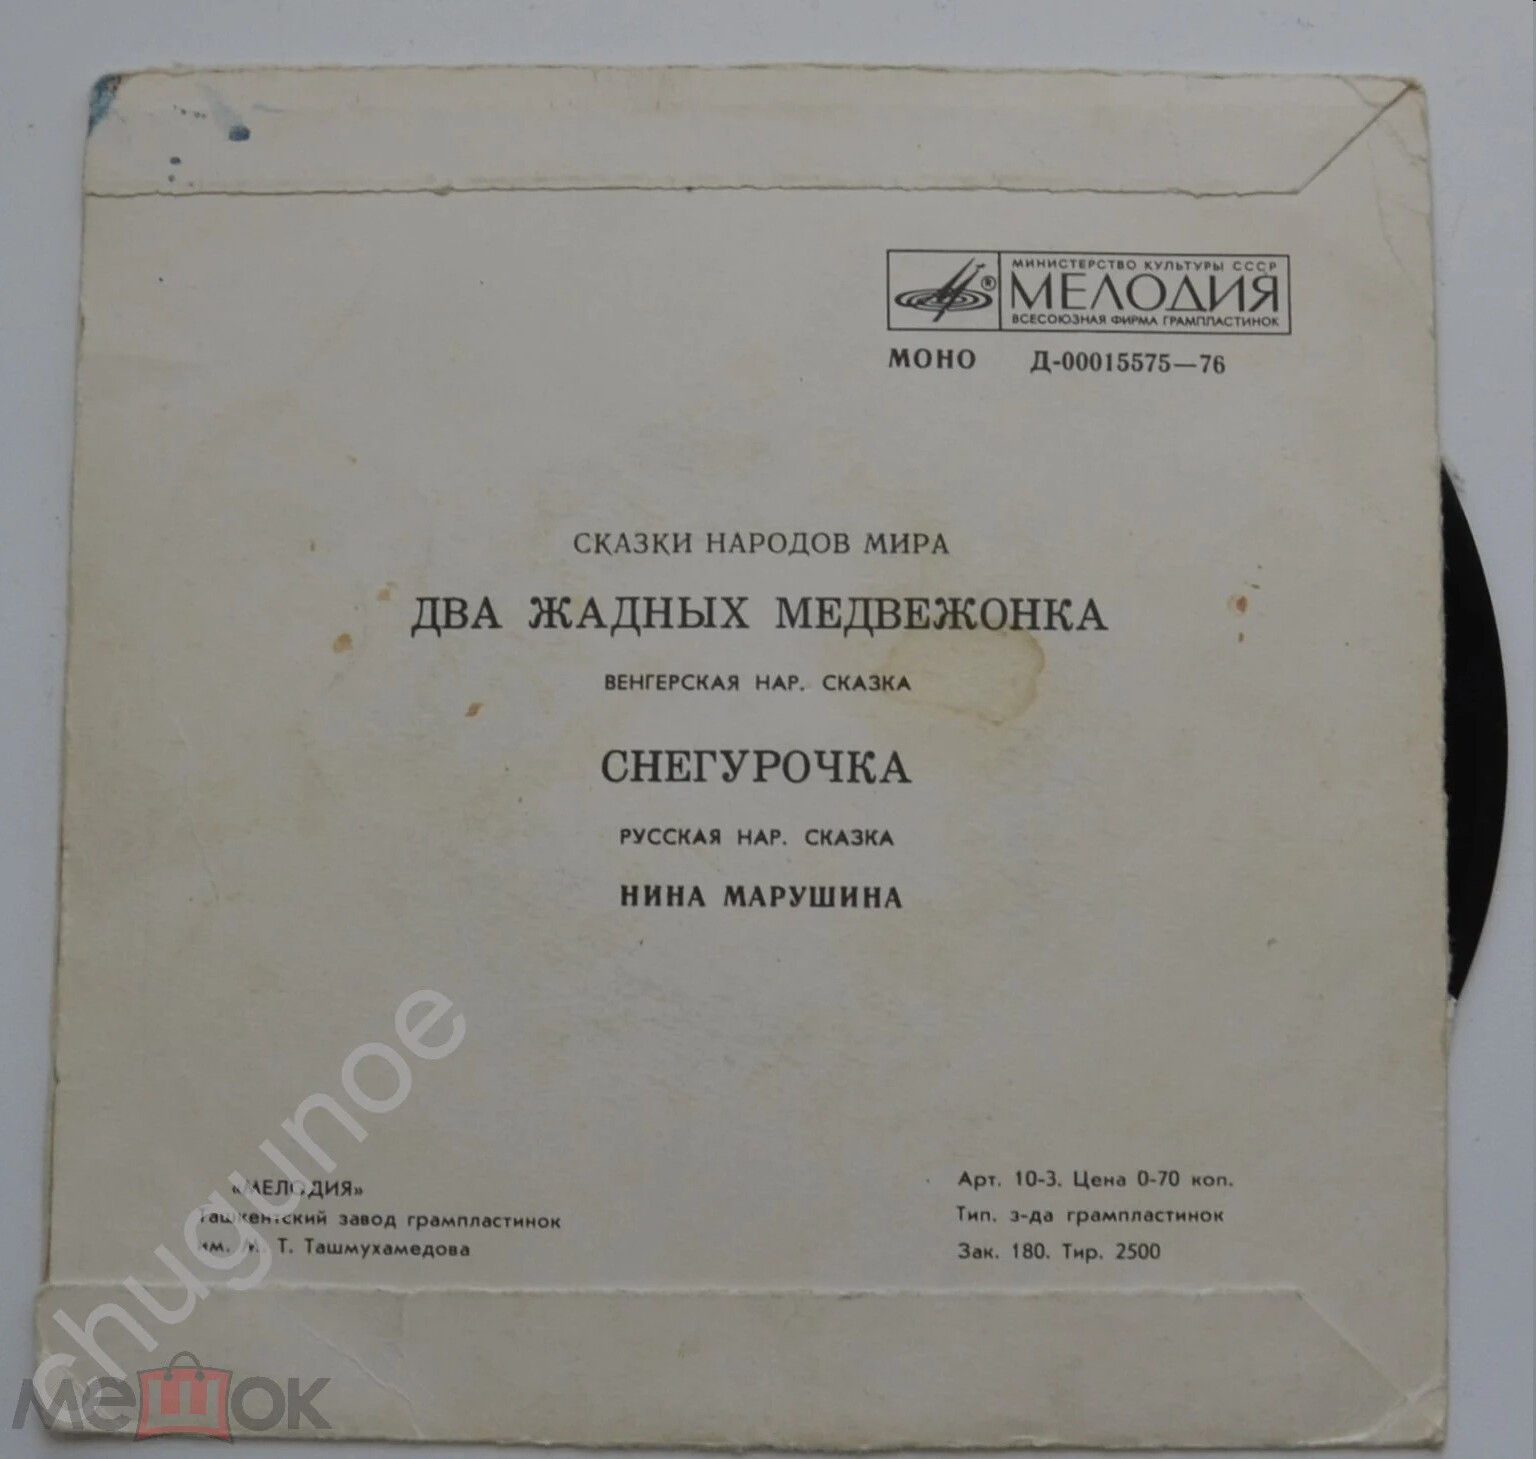 МИНИСТЕРСТВО КУЛЬТУРЫ СССР
МЕЛОДИЯ
ВСЕСОЮЗНАЯ ФИРМА ГРАМПЛАСТИНОК
МОНО Д-00015575—76
СКАЗКИ НАРОДОВ МИРА
ДВА ЖАДНЫХ МЕДВЕЖОНКА
ВЕНГЕРСКАЯ НАР. СКАЗКА
СНЕГУРОЧКА
РУССКАЯ НАР. СКАЗКА
НИНА МАРУШИНА
«МЕЛОДИЯ»
Ташкентский завод грампластинок
им. Т. Ташмухамедова
Арт. 10-3. Цена 0-70 коп.
Тип. з-да грампластинок
Зак. 180. Тир. 2500
chugunoe
мешок